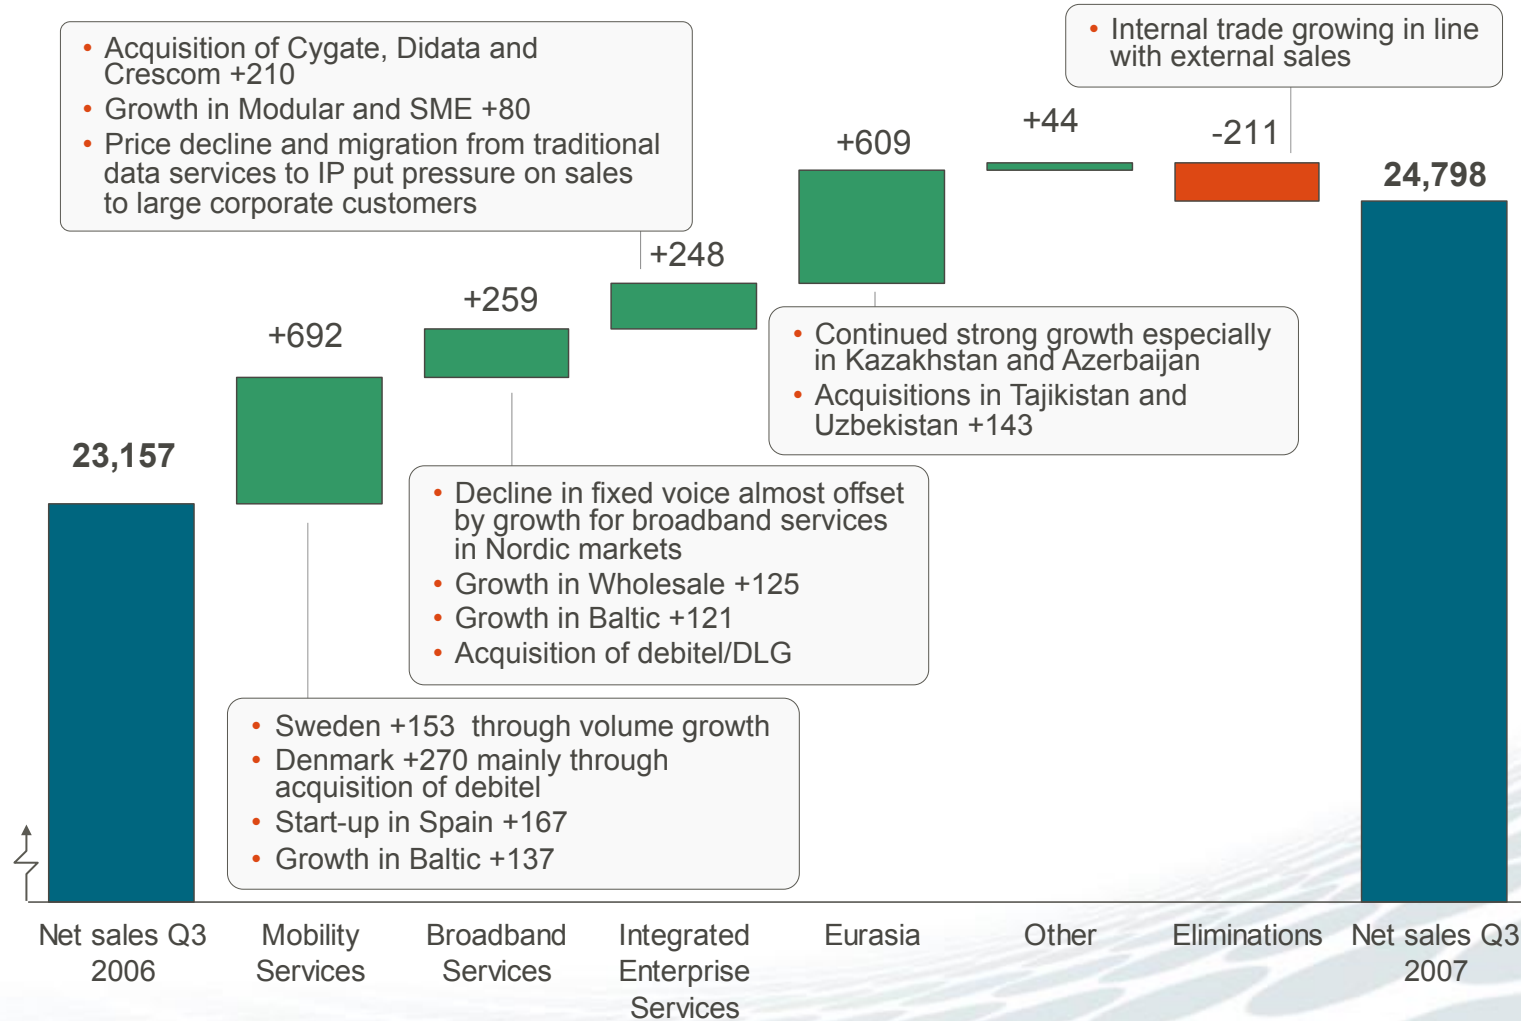 • Acquisition of Cygate, Didata and
Crescom +210
• Growth in Modular and SME +80
• Price decline and migration from traditional
data services to IP put pressure on sales
to large corporate customers
• Internal trade growing in line
with external sales
23,157
+692
+259
+248
+609
+44
-211
24,798
• Continued strong growth especially
in Kazakhstan and Azerbaijan
• Acquisitions in Tajikistan and
Uzbekistan +143
• Decline in fixed voice almost offset
by growth for broadband services
in Nordic markets
• Growth in Wholesale +125
• Growth in Baltic +121
• Acquisition of debitel/DLG
• Sweden +153 through volume growth
• Denmark +270 mainly through
acquisition of debitel
• Start-up in Spain +167
• Growth in Baltic +137
Net sales Q3
2006
Mobility
Services
Broadband
Services
Integrated
Enterprise
Services
Eurasia
Other
Eliminations
Net sales Q3
2007